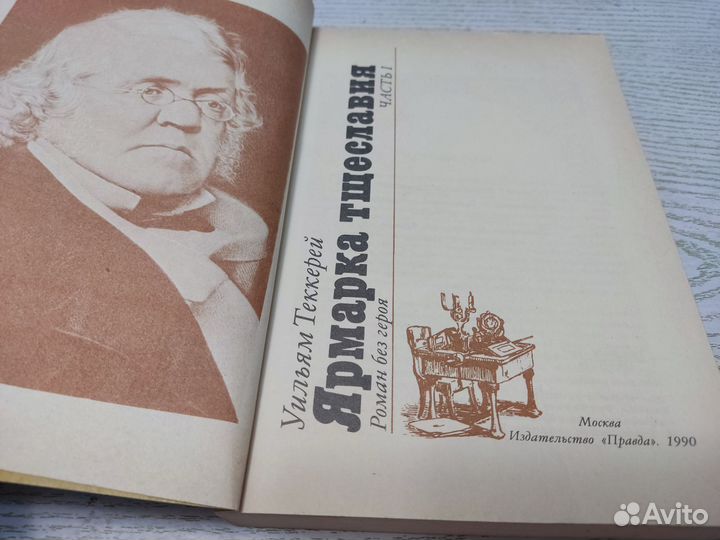 Уильям Теккерей
Ярмарка тщеславия
Роман без героя
ЧАСТЬ I
Москва
Издательство «Правда». 1990
Avito